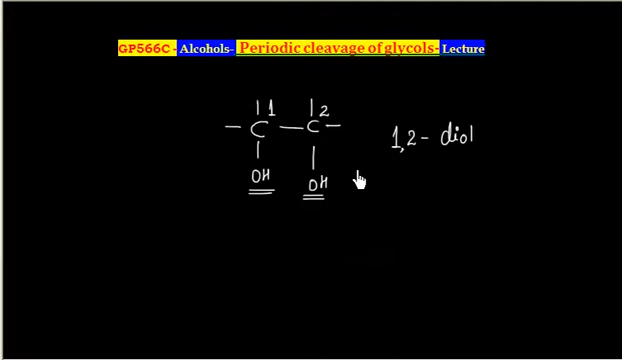 GP566C - Alcohols- Periodic cleavage of glycols- Lecture
1 2
C C 1,2- diol
OH OH